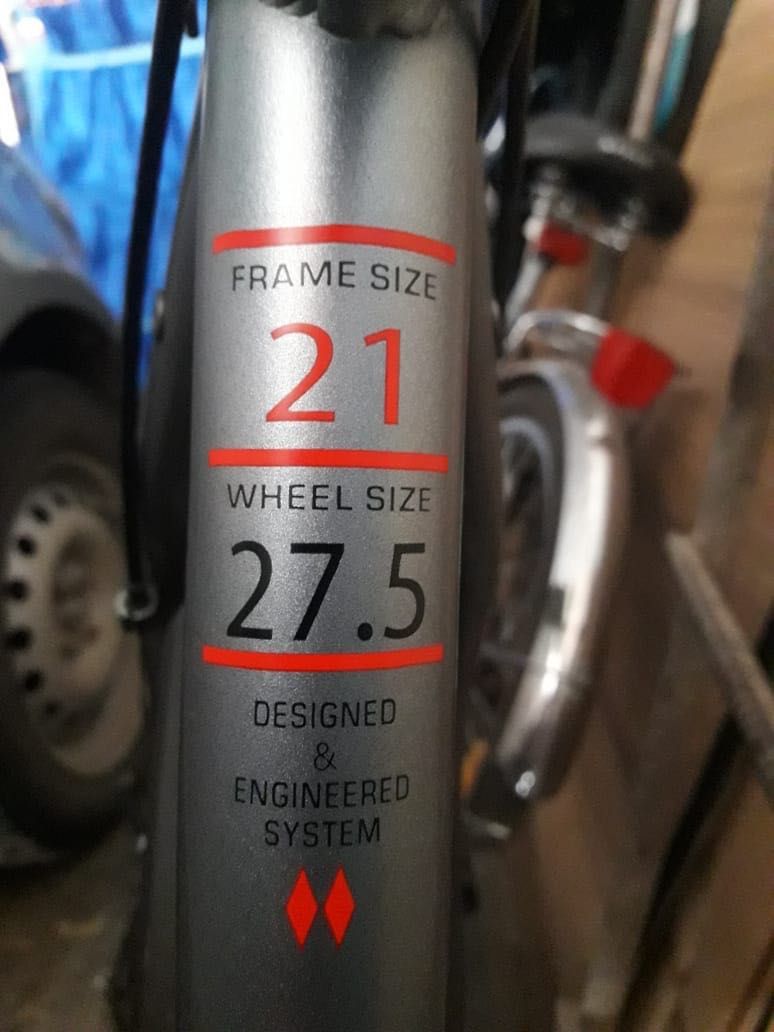 FRAME SIZE
21
WHEEL SIZE
27.5
DESIGNED
&
ENGINEERED
SYSTEM